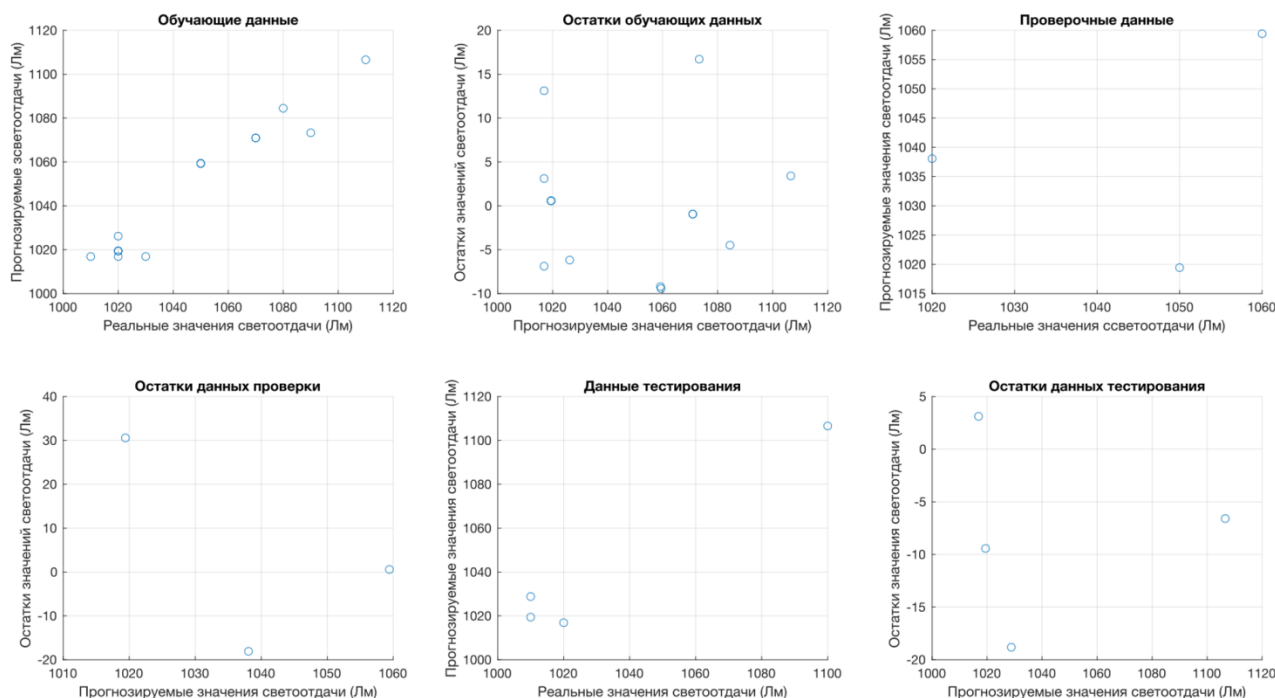 Обучающие данные
Прогнозируемые зсветоотдачи (Лм)
1120
1100
1080
1060
1040
1020
1000
1000 1020 1040 1060 1080 1100 1120
Реальные значения светоотдачи (Лм)
Остатки обучающих данных
Остатки значений светоотдачи (Лм)
20
15
10
5
0
-5
-10
1000 1020 1040 1060 1080 1100 1120
Прогнозируемые значения светоотдачи (Лм)
Проверочные данные
Прогнозируемые значения светоотдачи (Лм)
1060
1055
1050
1045
1040
1035
1030
1025
1020
1015
1020 1030 1040 1050 1060
Реальные значения ссветоотдачи (Лм)
Остатки данных проверки
Остатки значений светоотдачи (Лм)
40
30
20
10
0
-10
-20
1010 1020 1030 1040 1050 1060
Прогнозируемые значения светоотдачи (Лм)
Данные тестирования
Прогнозируемые значения светоотдачи (Лм)
1120
1100
1080
1060
1040
1020
1000
1000 1020 1040 1060 1080 1100
Реальные значения светоотдачи (Лм)
Остатки данных тестирования
Остатки значения светоотдачи (Лм)
5
0
-5
-10
-15
-20
1000 1020 1040 1060 1080 1100 1120
Прогнозируемые значения светоотдачи (Лм)